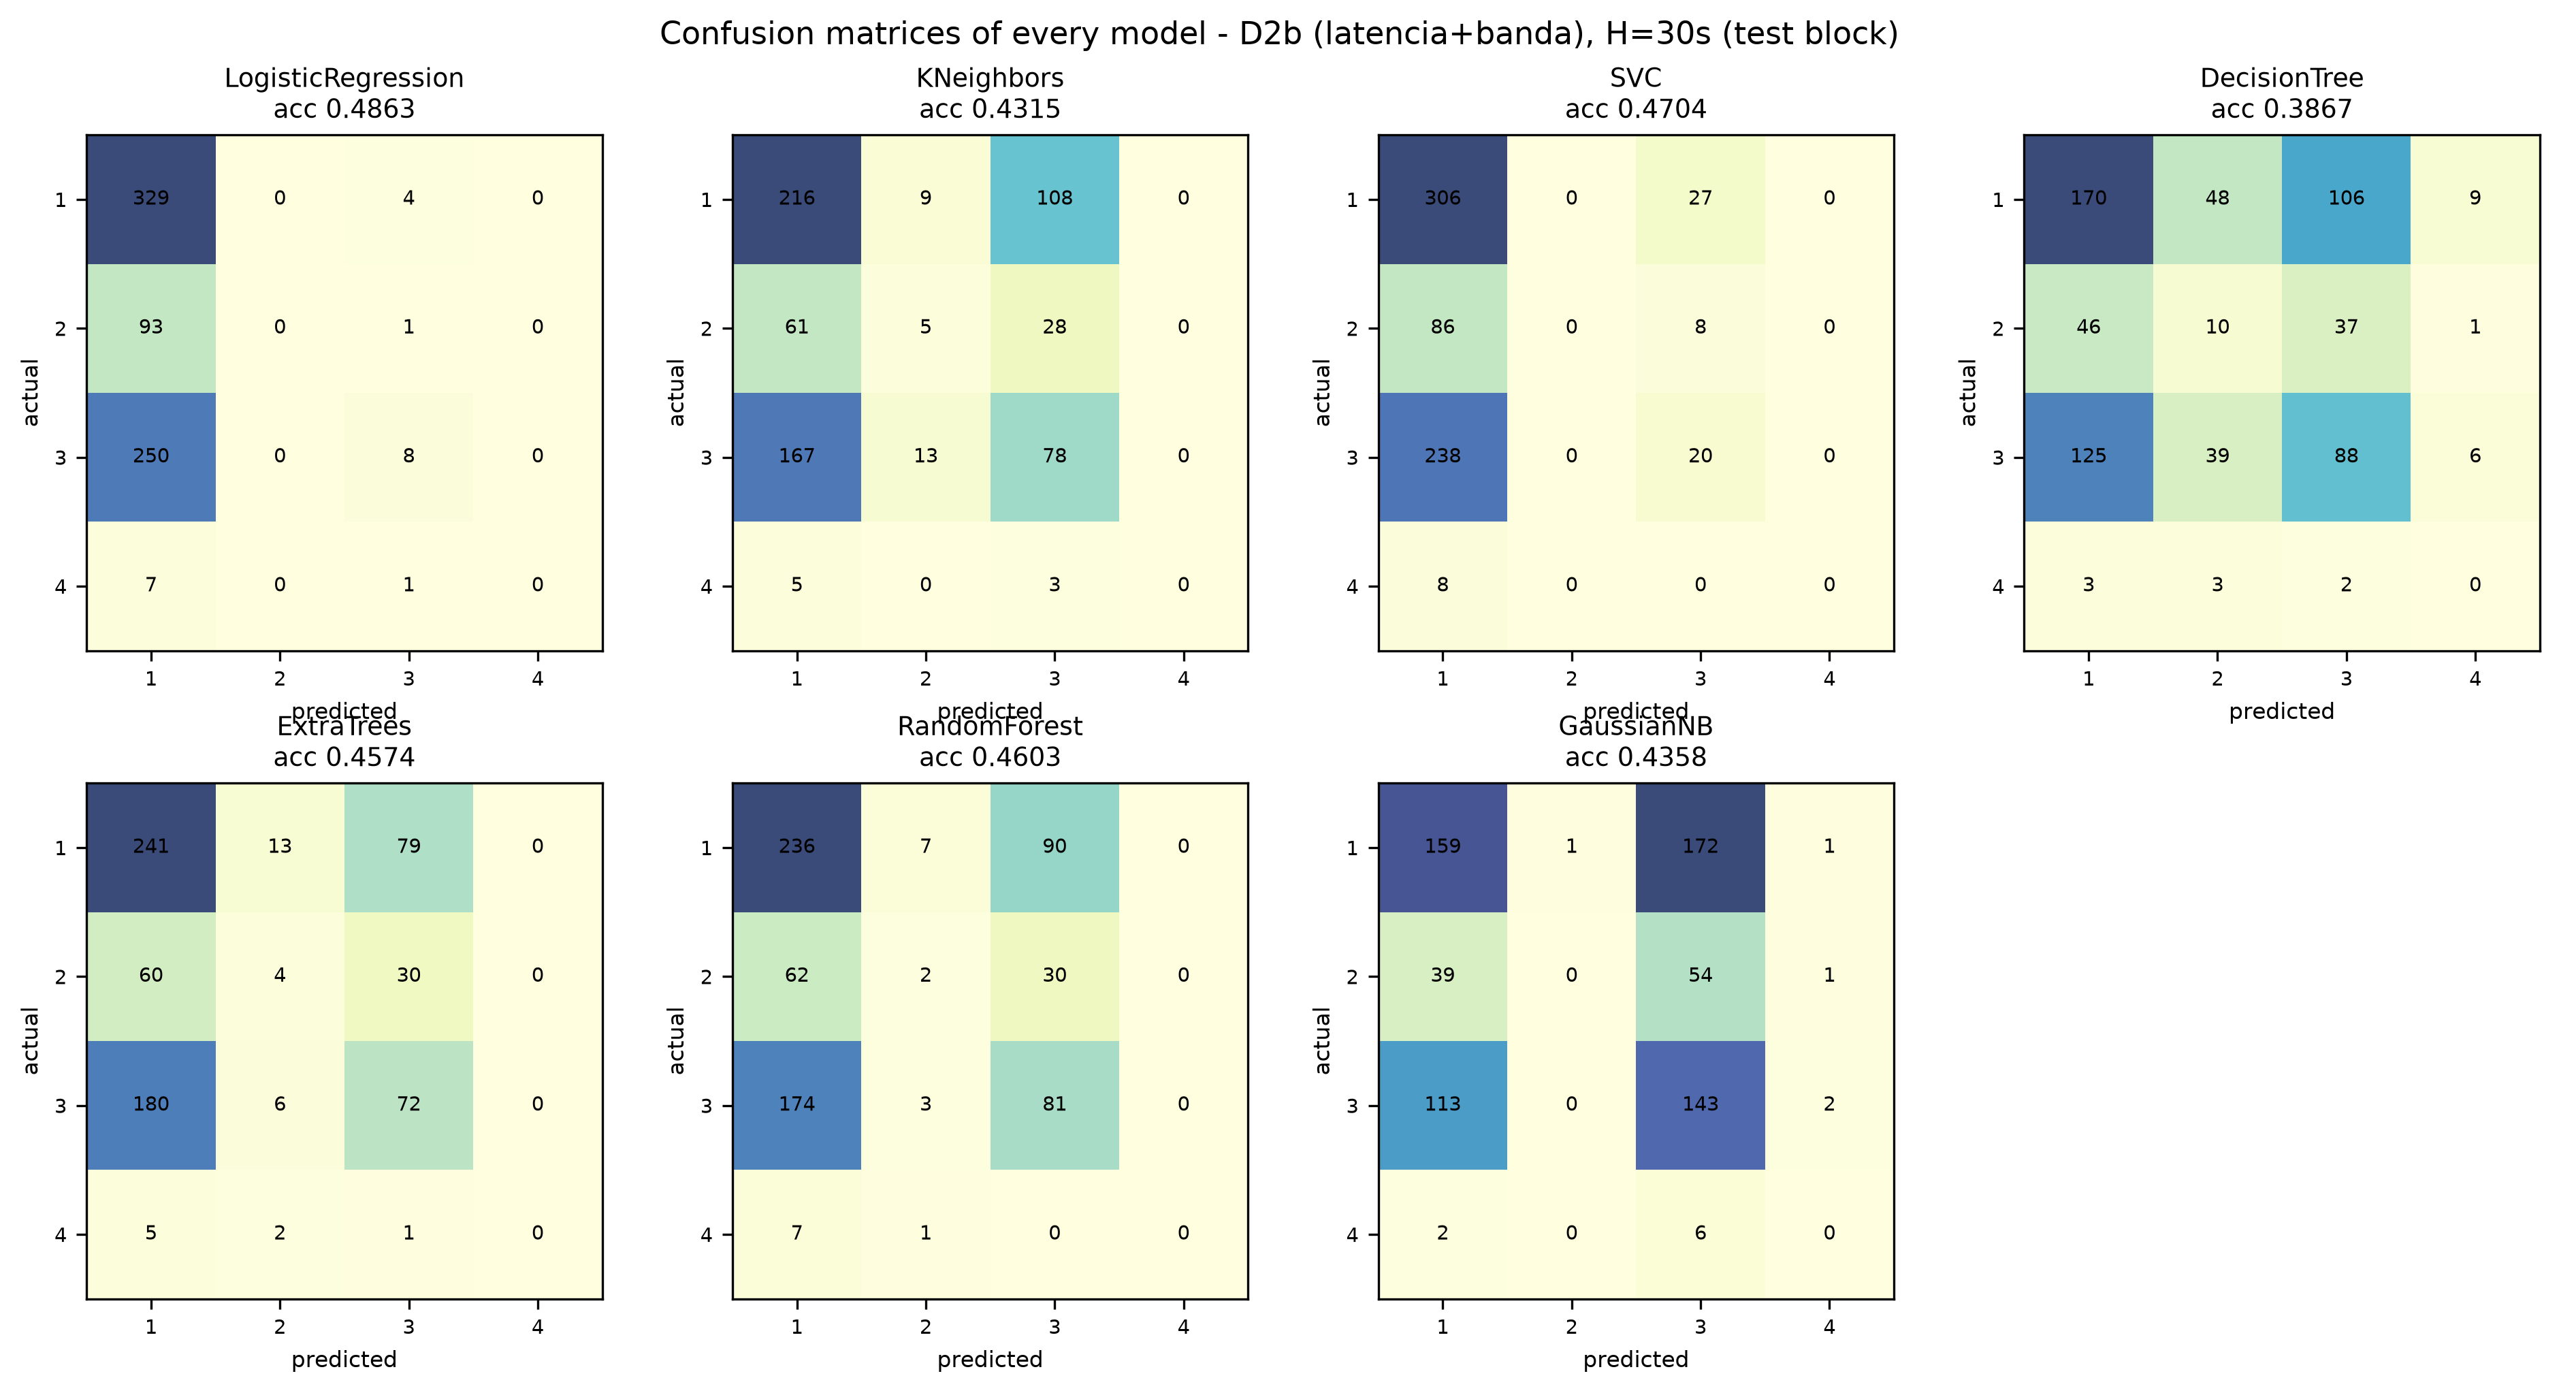 Confusion matrices of every model - D2b (latencia+banda), H=30s (test block)
LogisticRegression
acc 0.4863
actual
1 329 0 4 0
2 93 0 1 0
3 250 0 8 0
4 7 0 1 0
1 2 3 4
predicted
KNeighbors
acc 0.4315
actual
1 216 9 108 0
2 61 5 28 0
3 167 13 78 0
4 5 0 3 0
1 2 3 4
predicted
SVC
acc 0.4704
actual
1 306 0 27 0
2 86 0 8 0
3 238 0 20 0
4 8 0 0 0
1 2 3 4
predicted
DecisionTree
acc 0.3867
actual
1 170 48 106 9
2 46 10 37 1
3 125 39 88 6
4 3 3 2 0
1 2 3 4
predicted
ExtraTrees
acc 0.4574
actual
1 241 13 79 0
2 60 4 30 0
3 180 6 72 0
4 5 2 1 0
1 2 3 4
predicted
RandomForest
acc 0.4603
actual
1 236 7 90 0
2 62 2 30 0
3 174 3 81 0
4 7 1 0 0
1 2 3 4
predicted
GaussianNB
acc 0.4358
actual
1 159 1 172 1
2 39 0 54 1
3 113 0 143 2
4 2 0 6 0
1 2 3 4
predicted